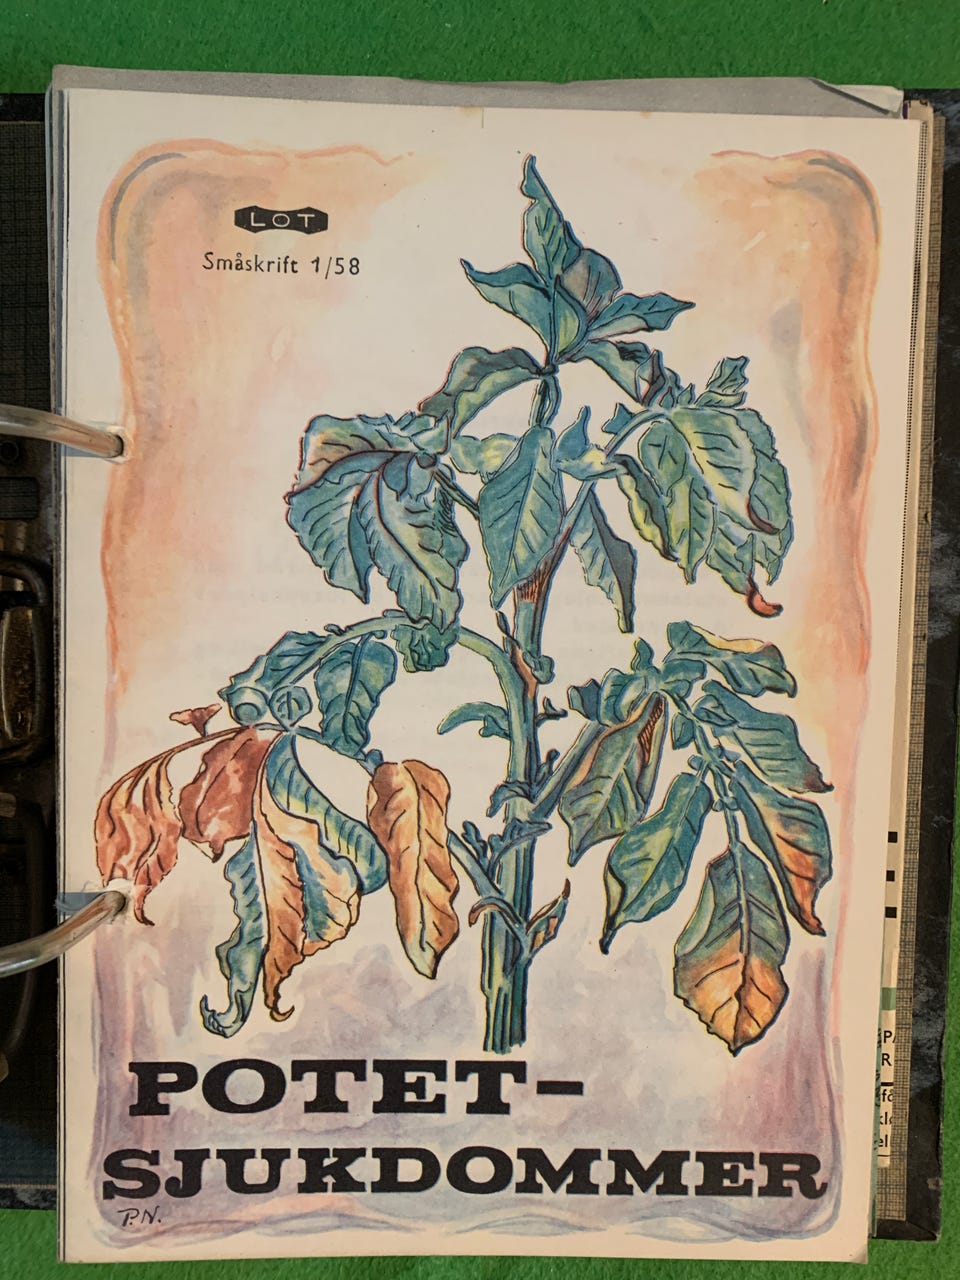 LOT
Småskrift 1/58
POTET-
SJUKDOMMER
P.N.